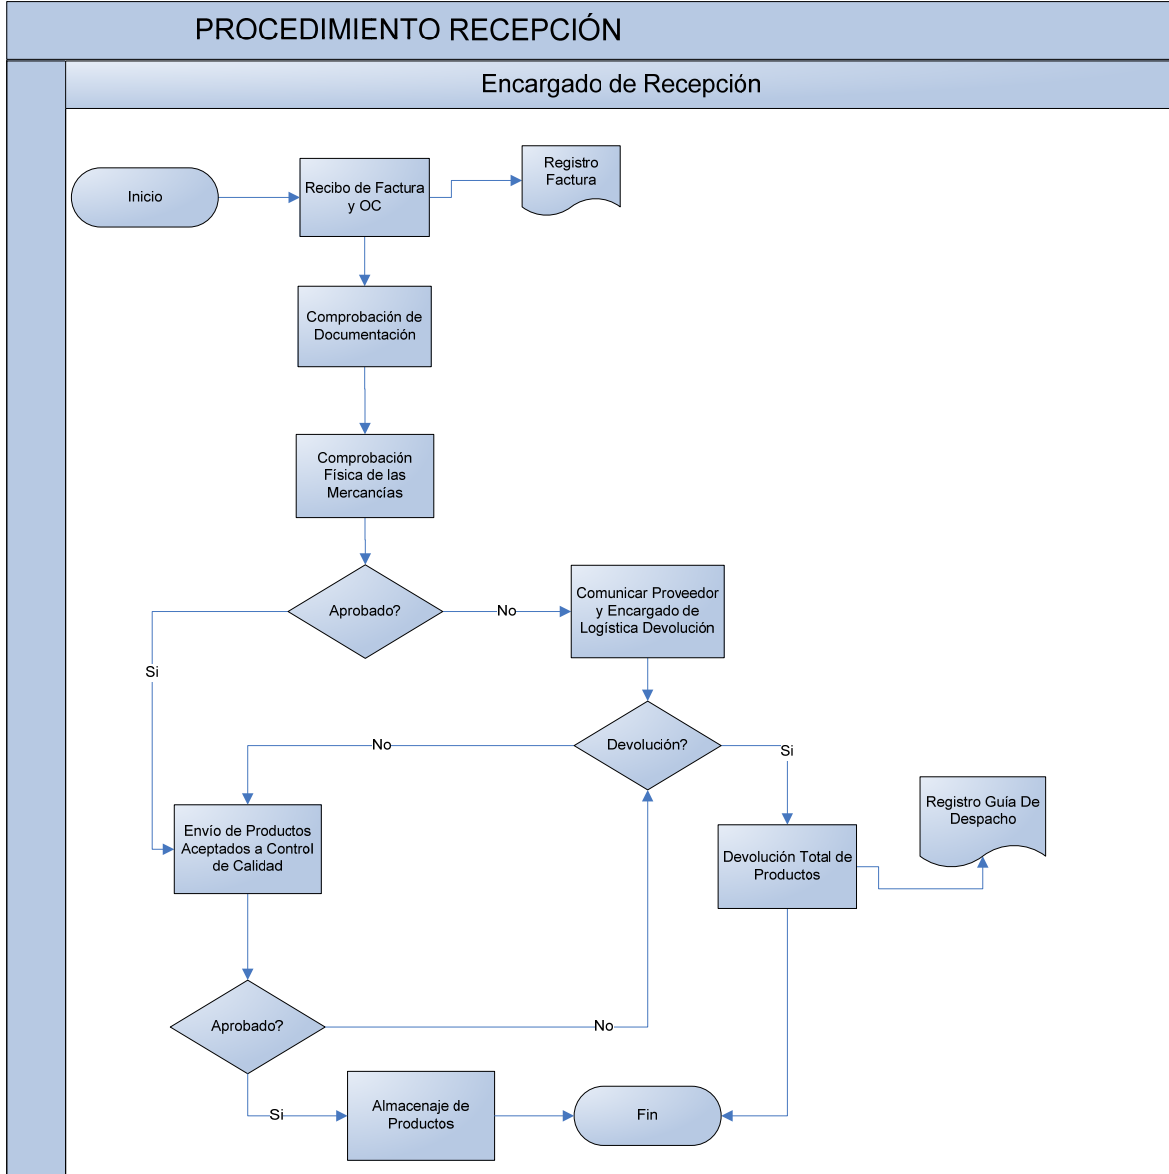 PROCEDIMIENTO RECEPCIÓN
Encargado de Recepción
Inicio
Recibo de Factura
y OC
Registro
Factura
Comprobación de
Documentación
Comprobación
Física de las
Mercancías
Aprobado?
No
Comunicar Proveedor
y Encargado de
Logística Devolución
Si
Devolución?
No
Si
Envío de Productos
Aceptados a Control
de Calidad
Devolución Total de
Productos
Registro Guía De
Despacho
Aprobado?
No
Si
Almacenaje de
Productos
Fin